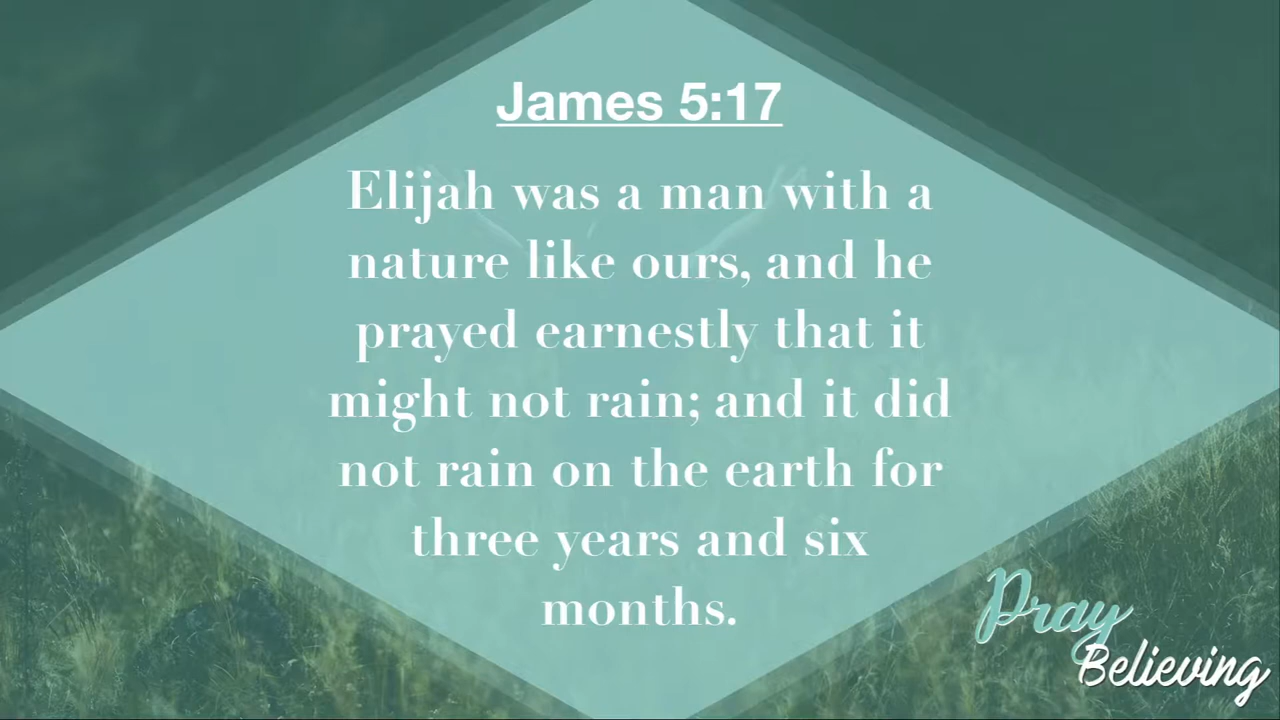 James 5:17
Elijah was a man with a
nature like ours, and he
prayed earnestly that it
might not rain; and it did
not rain on the earth for
three years and six
months.
Pray
Believing